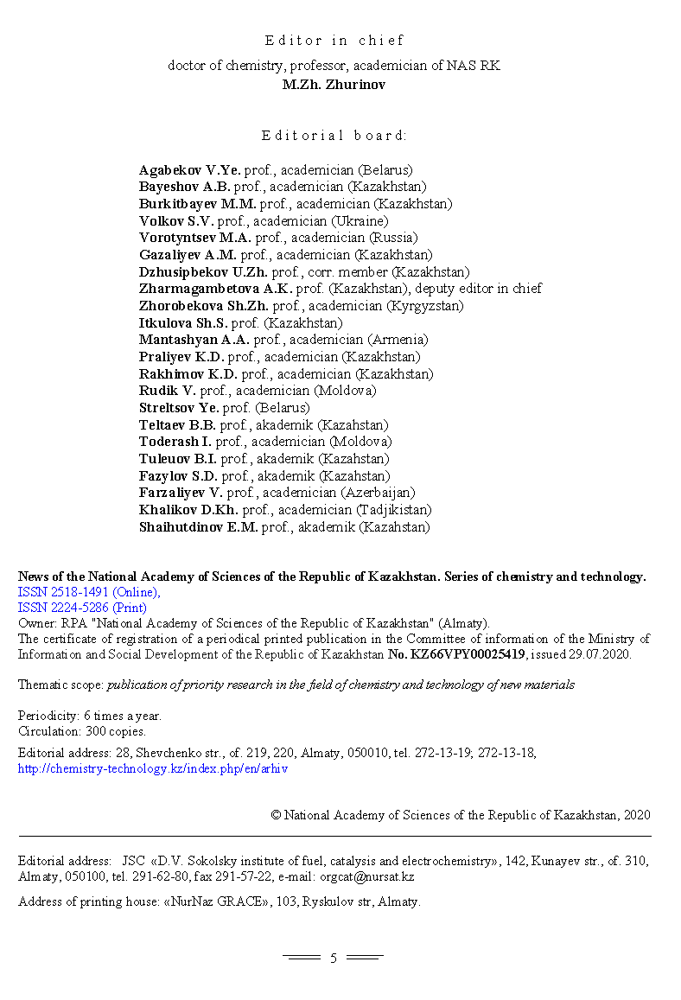 Editor in chief
doctor of chemistry, professor, academician of NAS RK
M.Zh. Zhurinov
Editorial board:
Agabekov V.Ye. prof., academician (Belarus)
Bayeshov A.B. prof., academician (Kazakhstan)
Burkitbayev M.M. prof., academician (Kazakhstan)
Volkov S.V. prof., academician (Ukraine)
Vorotyntsev M.A. prof., academician (Russia)
Gazaliyev A.M. prof., academician (Kazakhstan)
Dzhusipbekov U.Zh. prof., corr. member (Kazakhstan)
Zharmagambetova A.K. prof. (Kazakhstan), deputy editor in chief
Zhorobekova Sh.Zh. prof., academician (Kyrgyzstan)
Itkulova Sh.S. prof. (Kazakhstan)
Mantashyan A.A. prof., academician (Armenia)
Praliyev K.D. prof., academician (Kazakhstan)
Rakhimov K.D. prof., academician (Kazakhstan)
Rudik V. prof., academician (Moldova)
Streltsov Ye. prof. (Belarus)
Teltaev B.B. prof., akademik (Kazahstan)
Toderash I. prof., academician (Moldova)
Tuleuov B.I. prof., akademik (Kazahstan)
Fazylov S.D. prof., akademik (Kazahstan)
Farzaliyev V. prof., academician (Azerbaijan)
Khalikov D.Kh. prof., academician (Tadjikistan)
Shaihutdinov E.M. prof., akademik (Kazahstan)
News of the National Academy of Sciences of the Republic of Kazakhstan. Series of chemistry and technology.
ISSN 2518-1491 (Online),
ISSN 2224-5286 (Print)
Owner: RPA "National Academy of Sciences of the Republic of Kazakhstan" (Almaty).
The certificate of registration of a periodical printed publication in the Committee of information of the Ministry of
Information and Social Development of the Republic of Kazakhstan No. KZ66VPY00025419, issued 29.07.2020.
Thematic scope: publication of priority research in the field of chemistry and technology of new materials
Periodicity: 6 times a year.
Circulation: 300 copies.
Editorial address: 28, Shevchenko str., of. 219, 220, Almaty, 050010, tel. 272-13-19; 272-13-18,
http://chemistry-technology.kz/index.php/en/arhiv
© National Academy of Sciences of the Republic of Kazakhstan, 2020
Editorial address: JSC «D.V. Sokolsky institute of fuel, catalysis and electrochemistry», 142, Kunayev str., of. 310,
Almaty, 050100, tel. 291-62-80, fax 291-57-22, e-mail: orgcat@nursat.kz
Address of printing house: «NurNaz GRACE», 103, Ryskulov str, Almaty.
5